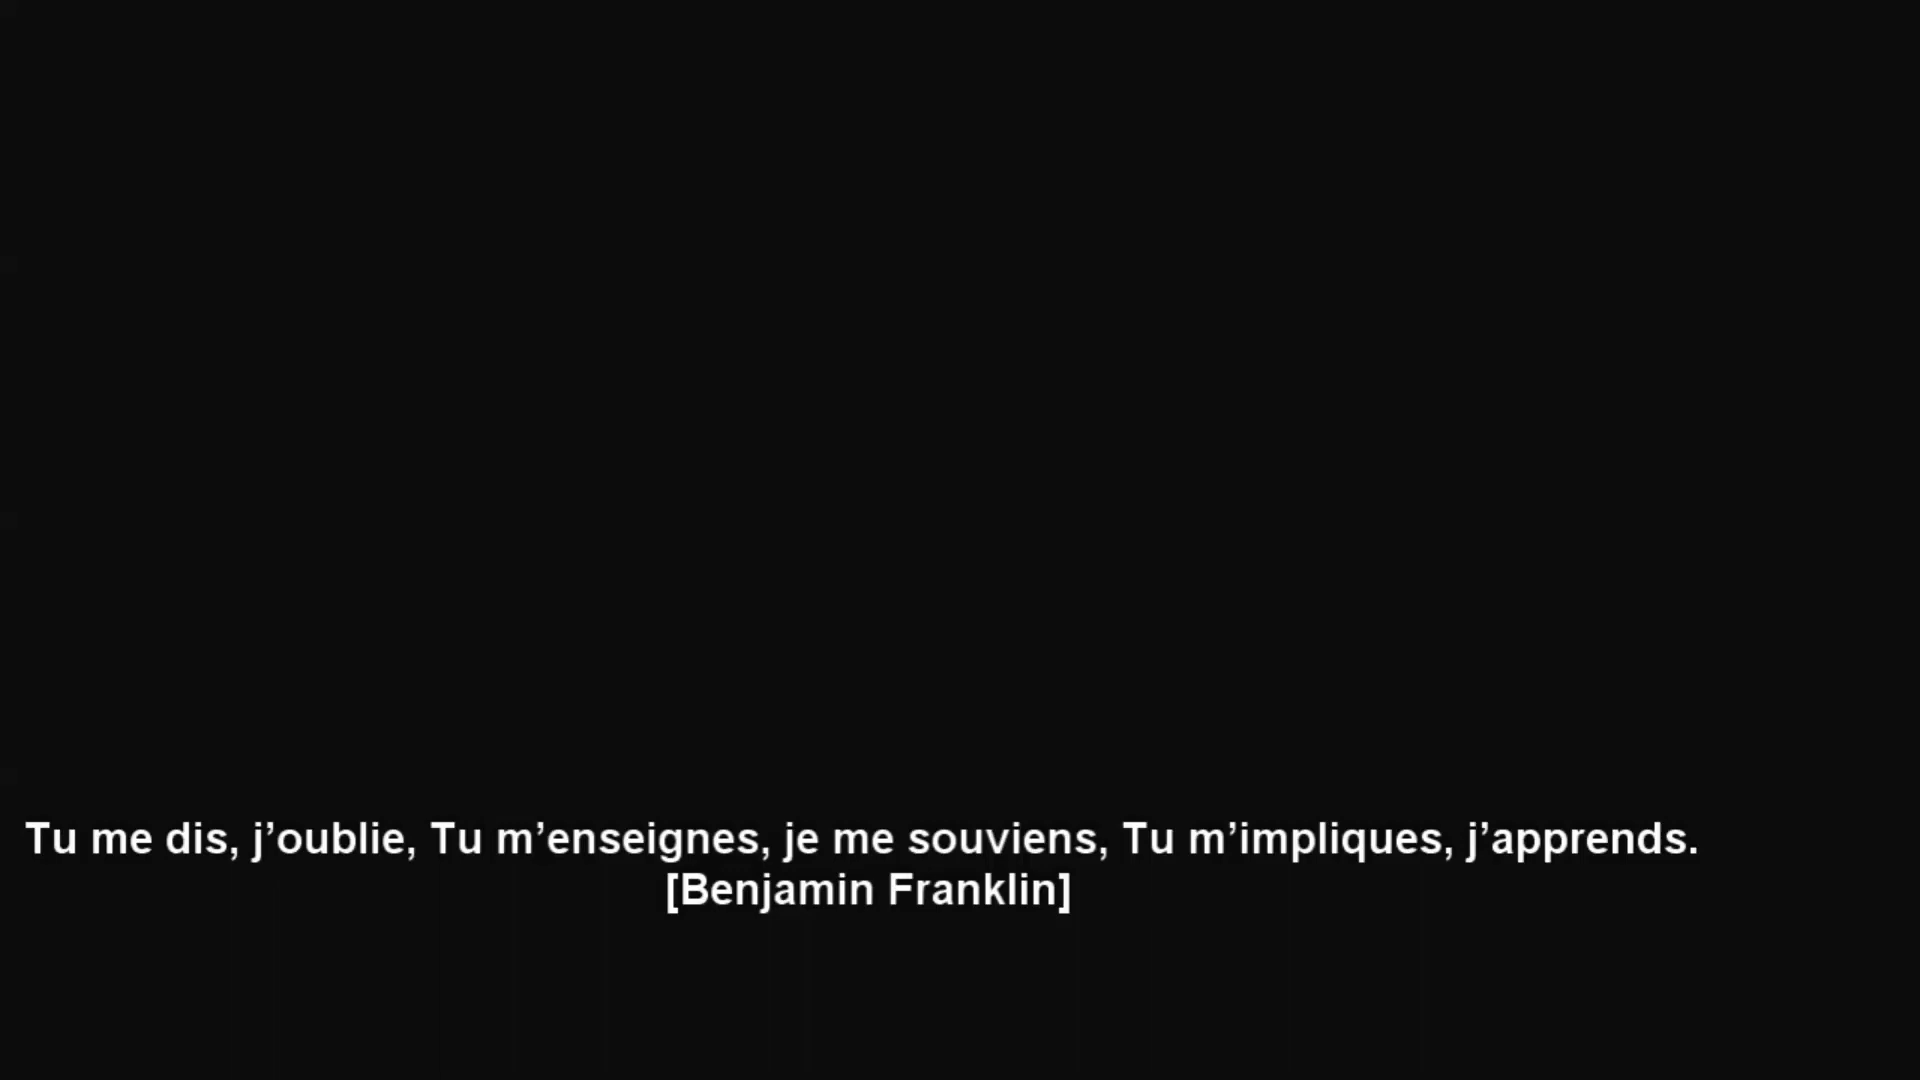 Tu me dis, j’oublie, Tu m’enseignes, je me souviens, Tu m’impliques, j’apprends.
[Benjamin Franklin]